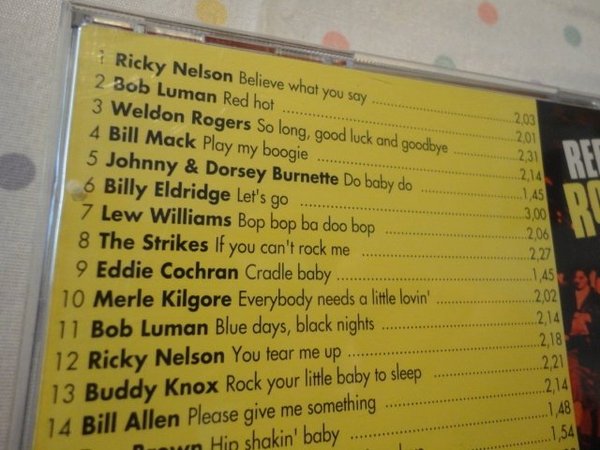 1 Ricky Nelson Believe what you say 2,03
2 Bob Luman Red hot 2,01
3 Weldon Rogers So long, good luck and goodbye 2,31
4 Bill Mack Play my boogie 2,14
5 Johnny & Dorsey Burnette Do baby do 1,45
6 Billy Eldridge Let's go 3,00
7 Lew Williams Bop bop ba doo bop 2,06
8 The Strikes If you can't rock me 2,27
9 Eddie Cochran Cradle baby 1,45
10 Merle Kilgore Everybody needs a little lovin' 2,02
11 Bob Luman Blue days, black nights 2,14
12 Ricky Nelson You tear me up 2,18
13 Buddy Knox Rock your little baby to sleep 2,21
14 Bill Allen Please give me something 2,14
Brown Hip shakin' baby 1,48
1,54